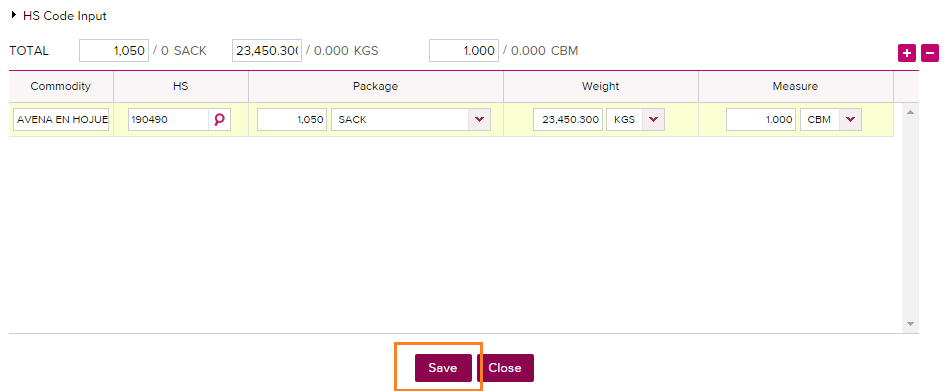 HS Code Input
TOTAL 1,050 / 0 SACK 23,450.300 / 0.000 KGS 1.000 / 0.000 CBM
Commodity HS Package Weight Measure
AVENA EN HOJUE 190490 1,050 SACK 23,450.300 KGS 1.000 CBM
Save Close